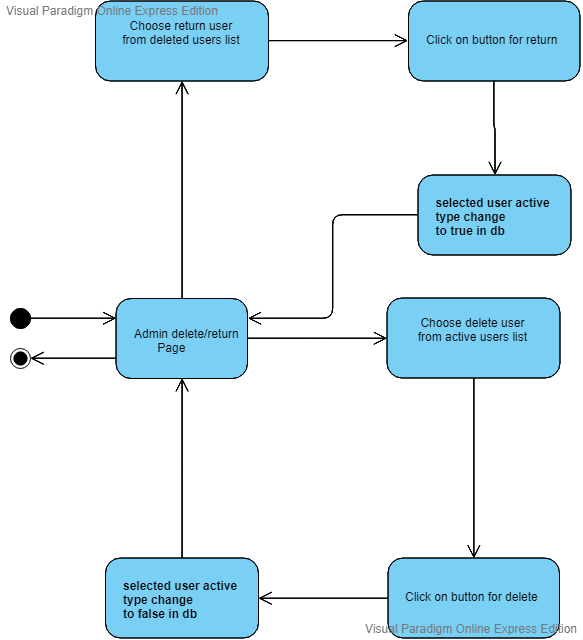 Visual Paradigm Online Express Edition
Choose return user
from deleted users list
Click on button for return
selected user active
type change
to true in db
Admin delete/return
Page
Choose delete user
from active users list
selected user active
type change
to false in db
Click on button for delete
Visual Paradigm Online Express Edition